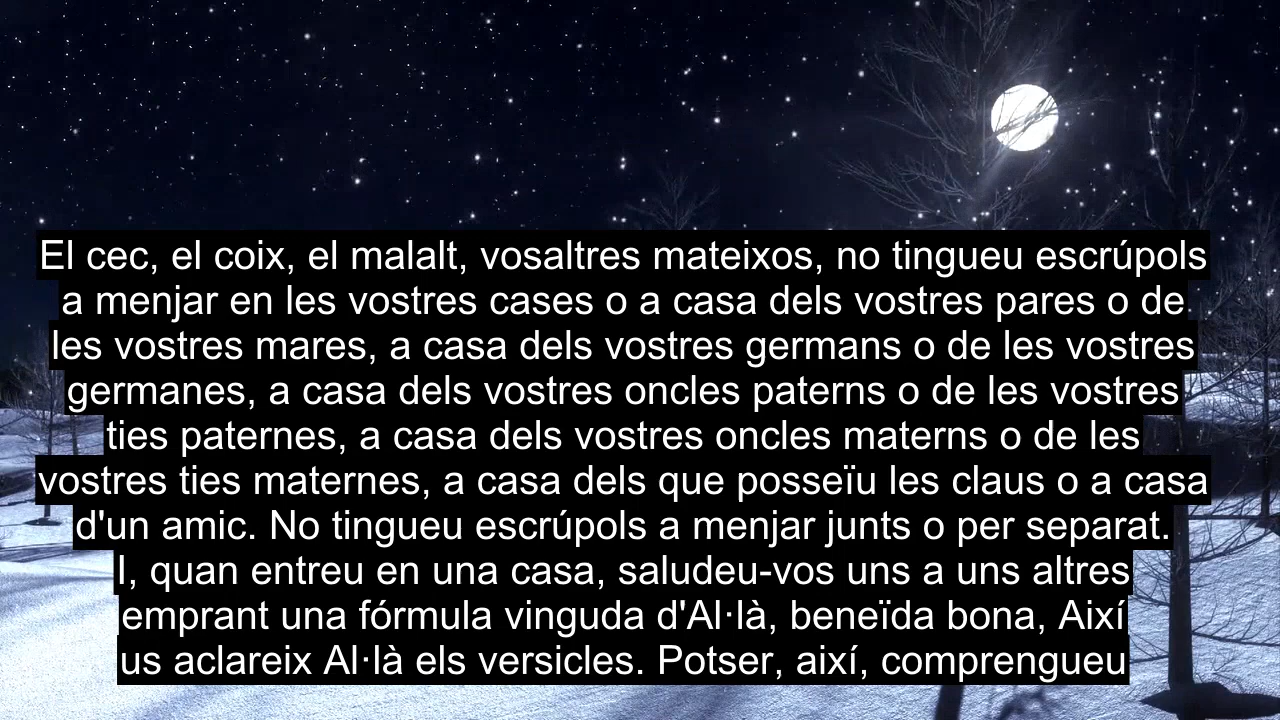 El cec, el coix, el malalt, vosaltres mateixos, no tingueu escrúpols
a menjar en les vostres cases o a casa dels vostres pares o de
les vostres mares, a casa dels vostres germans o de les vostres
germanes, a casa dels vostres oncles paterns o de les vostres
ties paternes, a casa dels vostres oncles materns o de les
vostres ties maternes, a casa dels que posseïu les claus o a casa
d'un amic. No tingueu escrúpols a menjar junts o per separat.
I, quan entreu en una casa, saludeu-vos uns a uns altres
emprant una fórmula vinguda d'Al·là, beneïda bona, Així
us aclareix Al·là els versicles. Potser, així, comprengueu